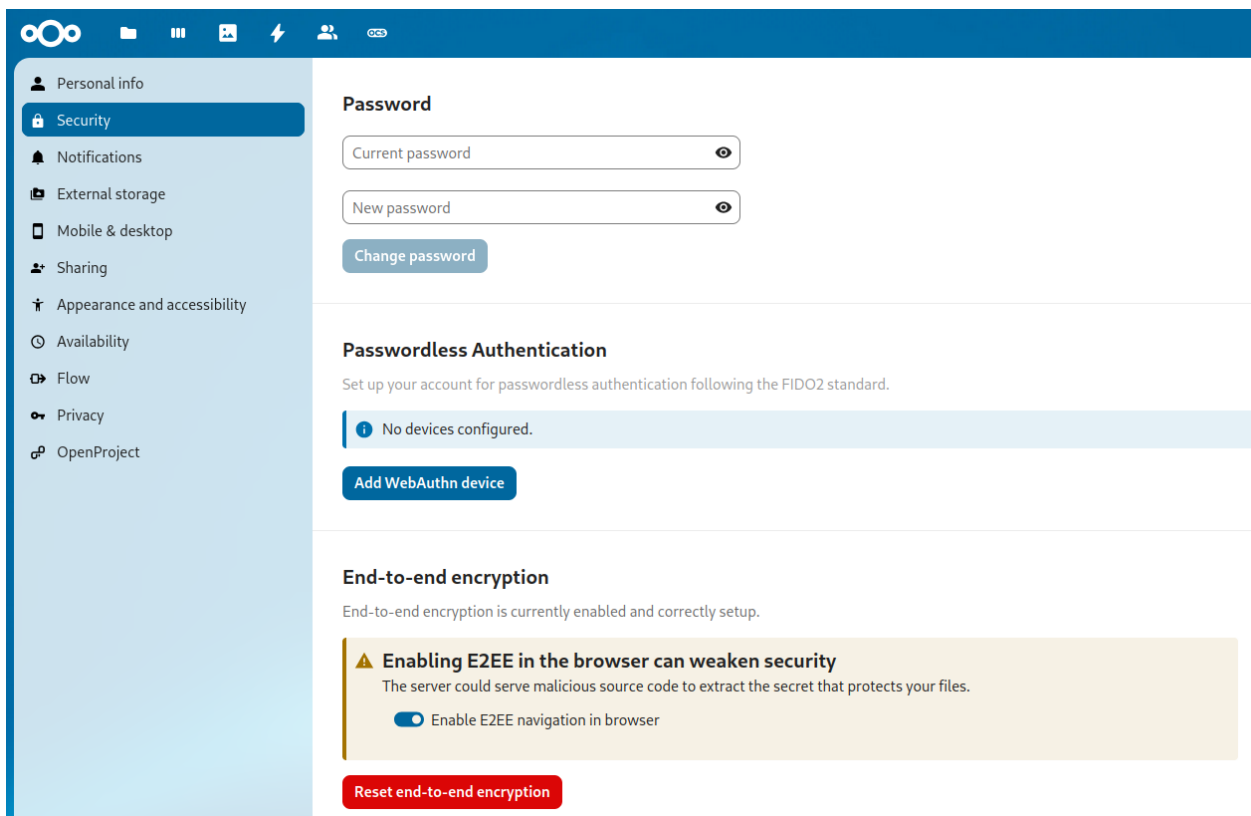 OCS
Personal info
Security
Notifications
External storage
Mobile & desktop
Sharing
Appearance and accessibility
Availability
Flow
Privacy
OpenProject
Password
Current password
New password
Change password
Passwordless Authentication
Set up your account for passwordless authentication following the FIDO2 standard.
No devices configured.
Add WebAuthn device
End-to-end encryption
End-to-end encryption is currently enabled and correctly setup.
Enabling E2EE in the browser can weaken security
The server could serve malicious source code to extract the secret that protects your files.
Enable E2EE navigation in browser
Reset end-to-end encryption